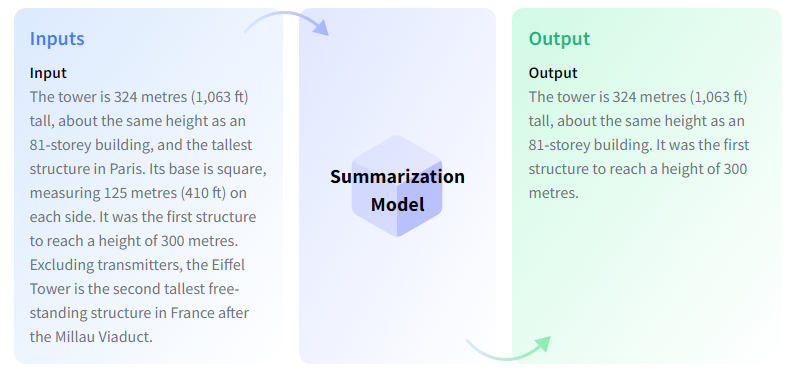 Inputs
Input
The tower is 324 metres (1,063 ft)
tall, about the same height as an
81-storey building, and the tallest
structure in Paris. Its base is square,
measuring 125 metres (410 ft) on
each side. It was the first structure
to reach a height of 300 metres.
Excluding transmitters, the Eiffel
Tower is the second tallest free-
standing structure in France after
the Millau Viaduct.
Summarization
Model
Output
Output
The tower is 324 metres (1,063 ft)
tall, about the same height as an
81-storey building. It was the first
structure to reach a height of 300
metres.